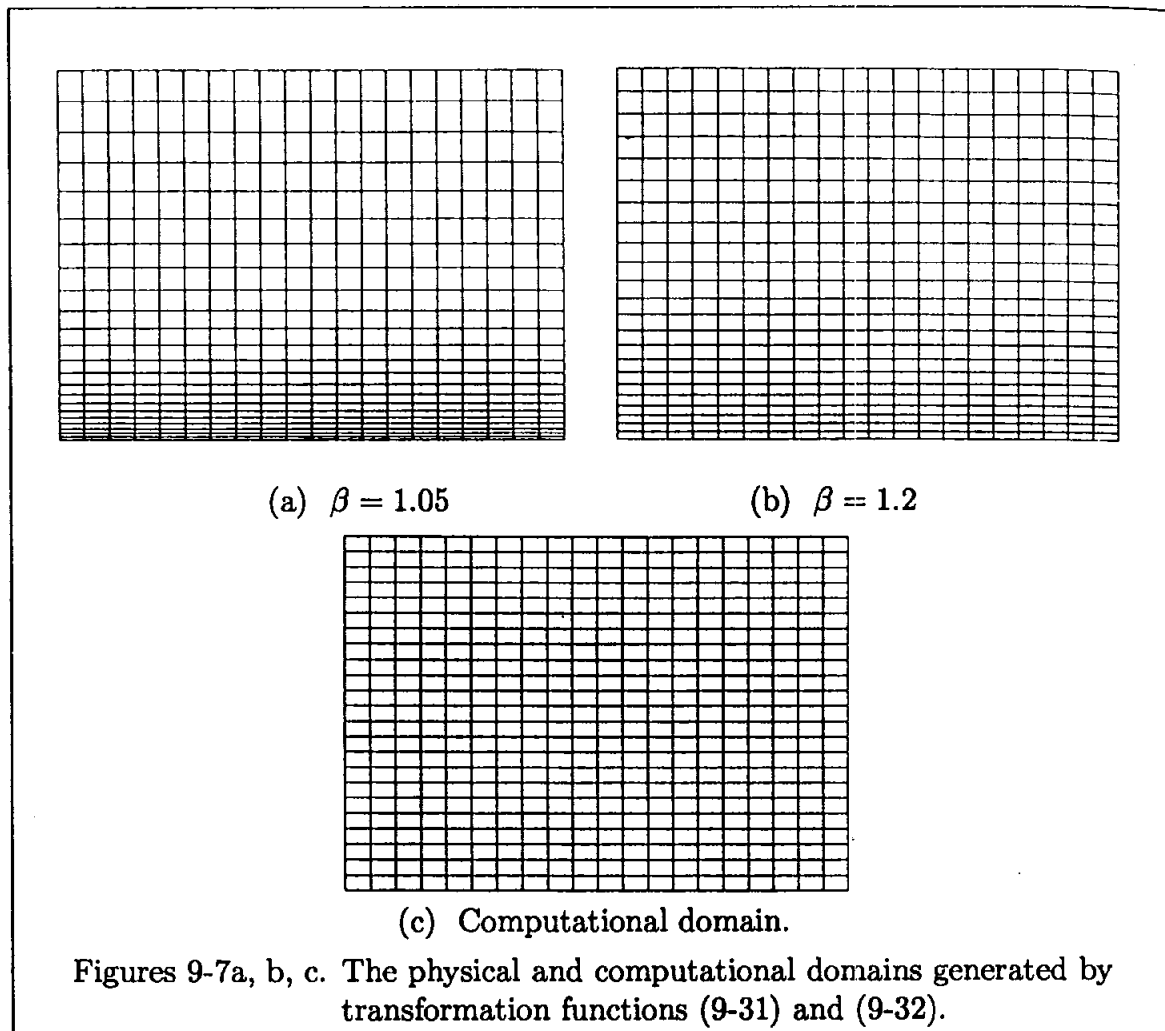 (a) β = 1.05
(b) β = 1.2
(c) Computational domain.
Figures 9-7a, b, c. The physical and computational domains generated by
transformation functions (9-31) and (9-32).